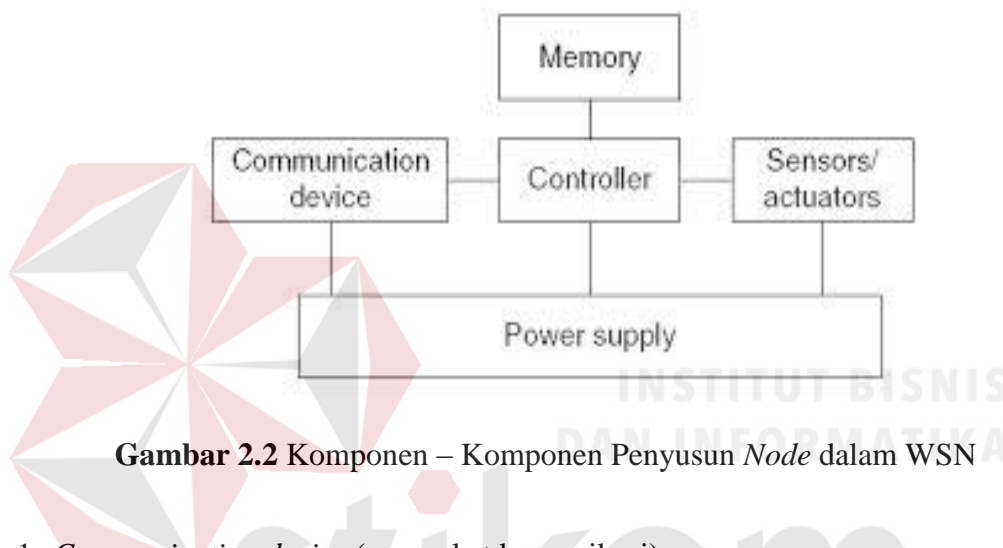 Memory
Communication
device
Controller
Sensors/
actuators
Power supply
INSTITUT BISNIS
DAN INFORMATIKA
Gambar 2.2 Komponen – Komponen Penyusun Node dalam WSN
stikom